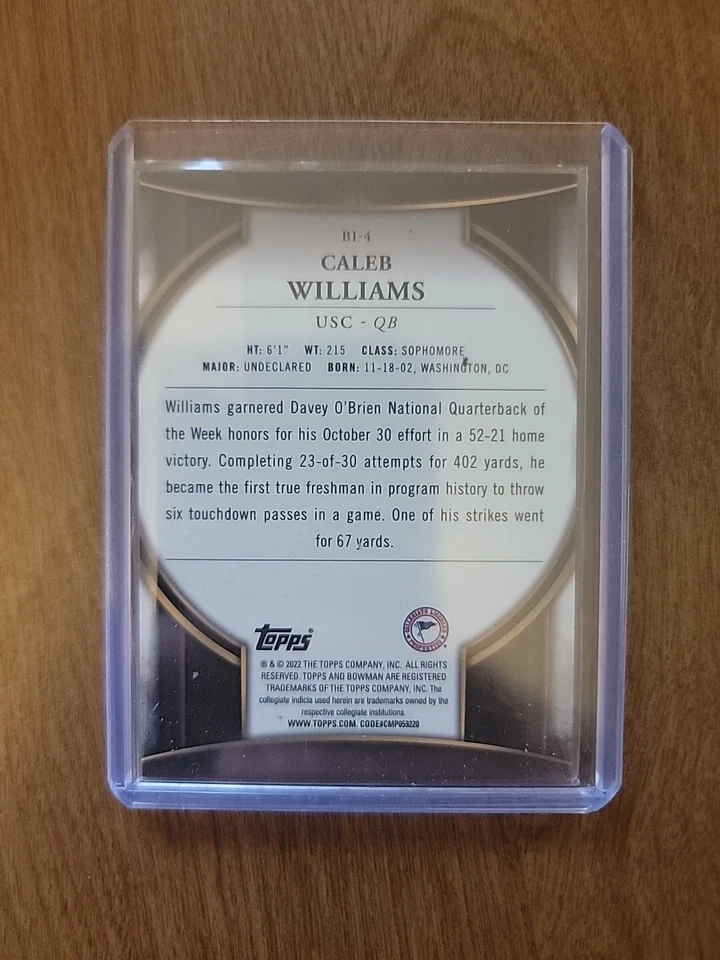 BI-4
CALEB
WILLIAMS
USC - QB
HT: 6'1" WT: 215 CLASS: SOPHOMORE
MAJOR: UNDECLARED BORN: 11-18-02, WASHINGTON, DC
Williams garnered Davey O'Brien National Quarterback of
the Week honors for his October 30 effort in a 52-21 home
victory. Completing 23-of-30 attempts for 402 yards, he
became the first true freshman in program history to throw
six touchdown passes in a game. One of his strikes went
for 67 yards.
topps®
COLLEGIATE LICENSED PROPERTIES
® & © 2022 THE TOPPS COMPANY, INC. ALL RIGHTS
RESERVED. TOPPS AND BOWMAN ARE REGISTERED
TRADEMARKS OF THE TOPPS COMPANY, INC. The
collegiate indicia used herein are trademarks owned by the
respective collegiate institutions.
WWW.TOPPS.COM. CODE#CMP059220